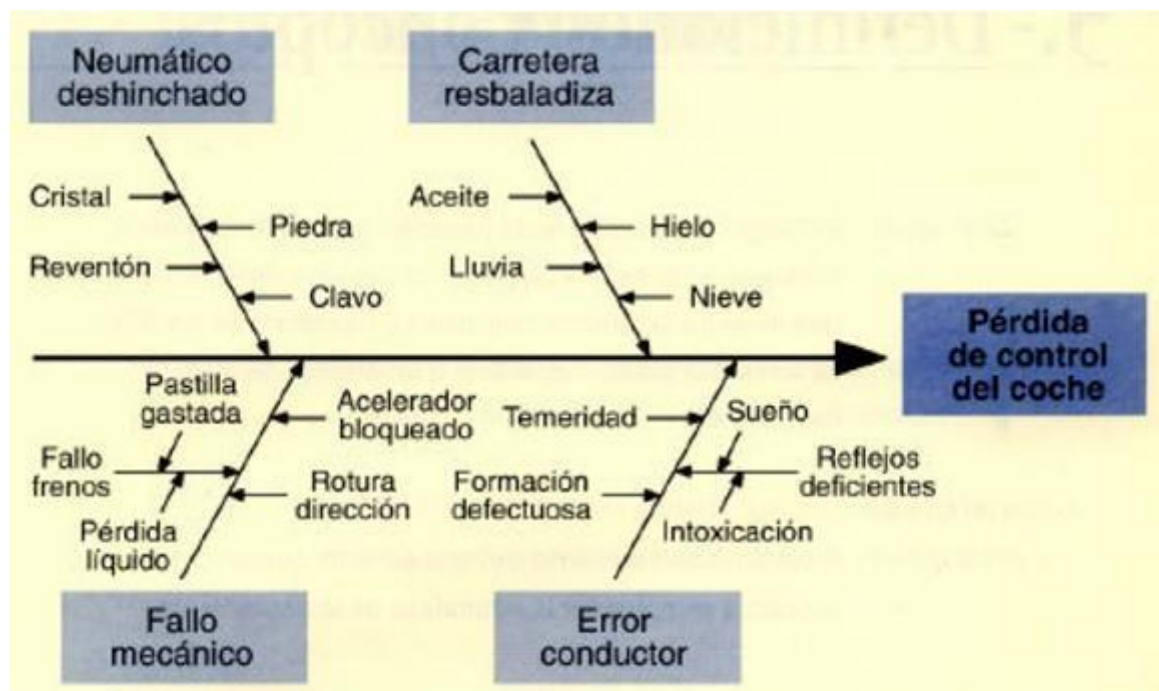 Neumático
deshinchado
Carretera
resbaladiza
Cristal
Piedra
Reventón
Clavo
Aceite
Hielo
Lluvia
Nieve
Pérdida
de control
del coche
Pastilla
gastada
Acelerador
bloqueado
Fallo
frenos
Rotura
dirección
Pérdida
líquido
Temeridad
Sueño
Formación
defectuosa
Reflejos
deficientes
Intoxicación
Fallo
mecánico
Error
conductor